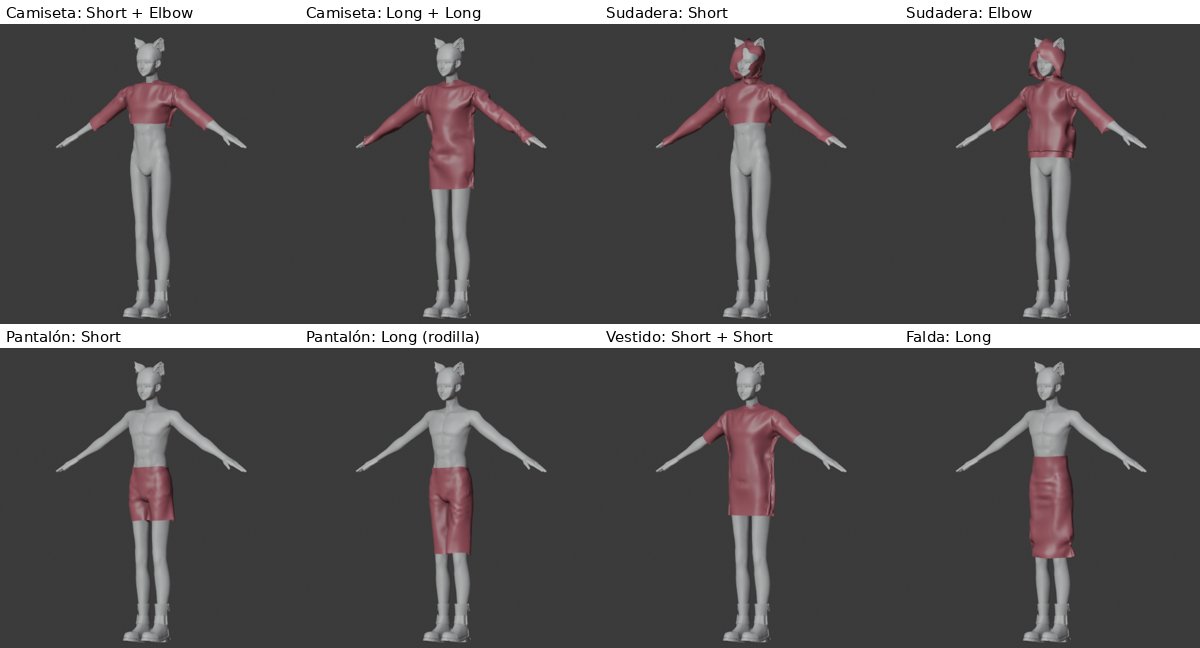 Camiseta: Short + Elbow
Camiseta: Long + Long
Sudadera: Short
Sudadera: Elbow
Pantalón: Short
Pantalón: Long (rodilla)
Vestido: Short + Short
Falda: Long